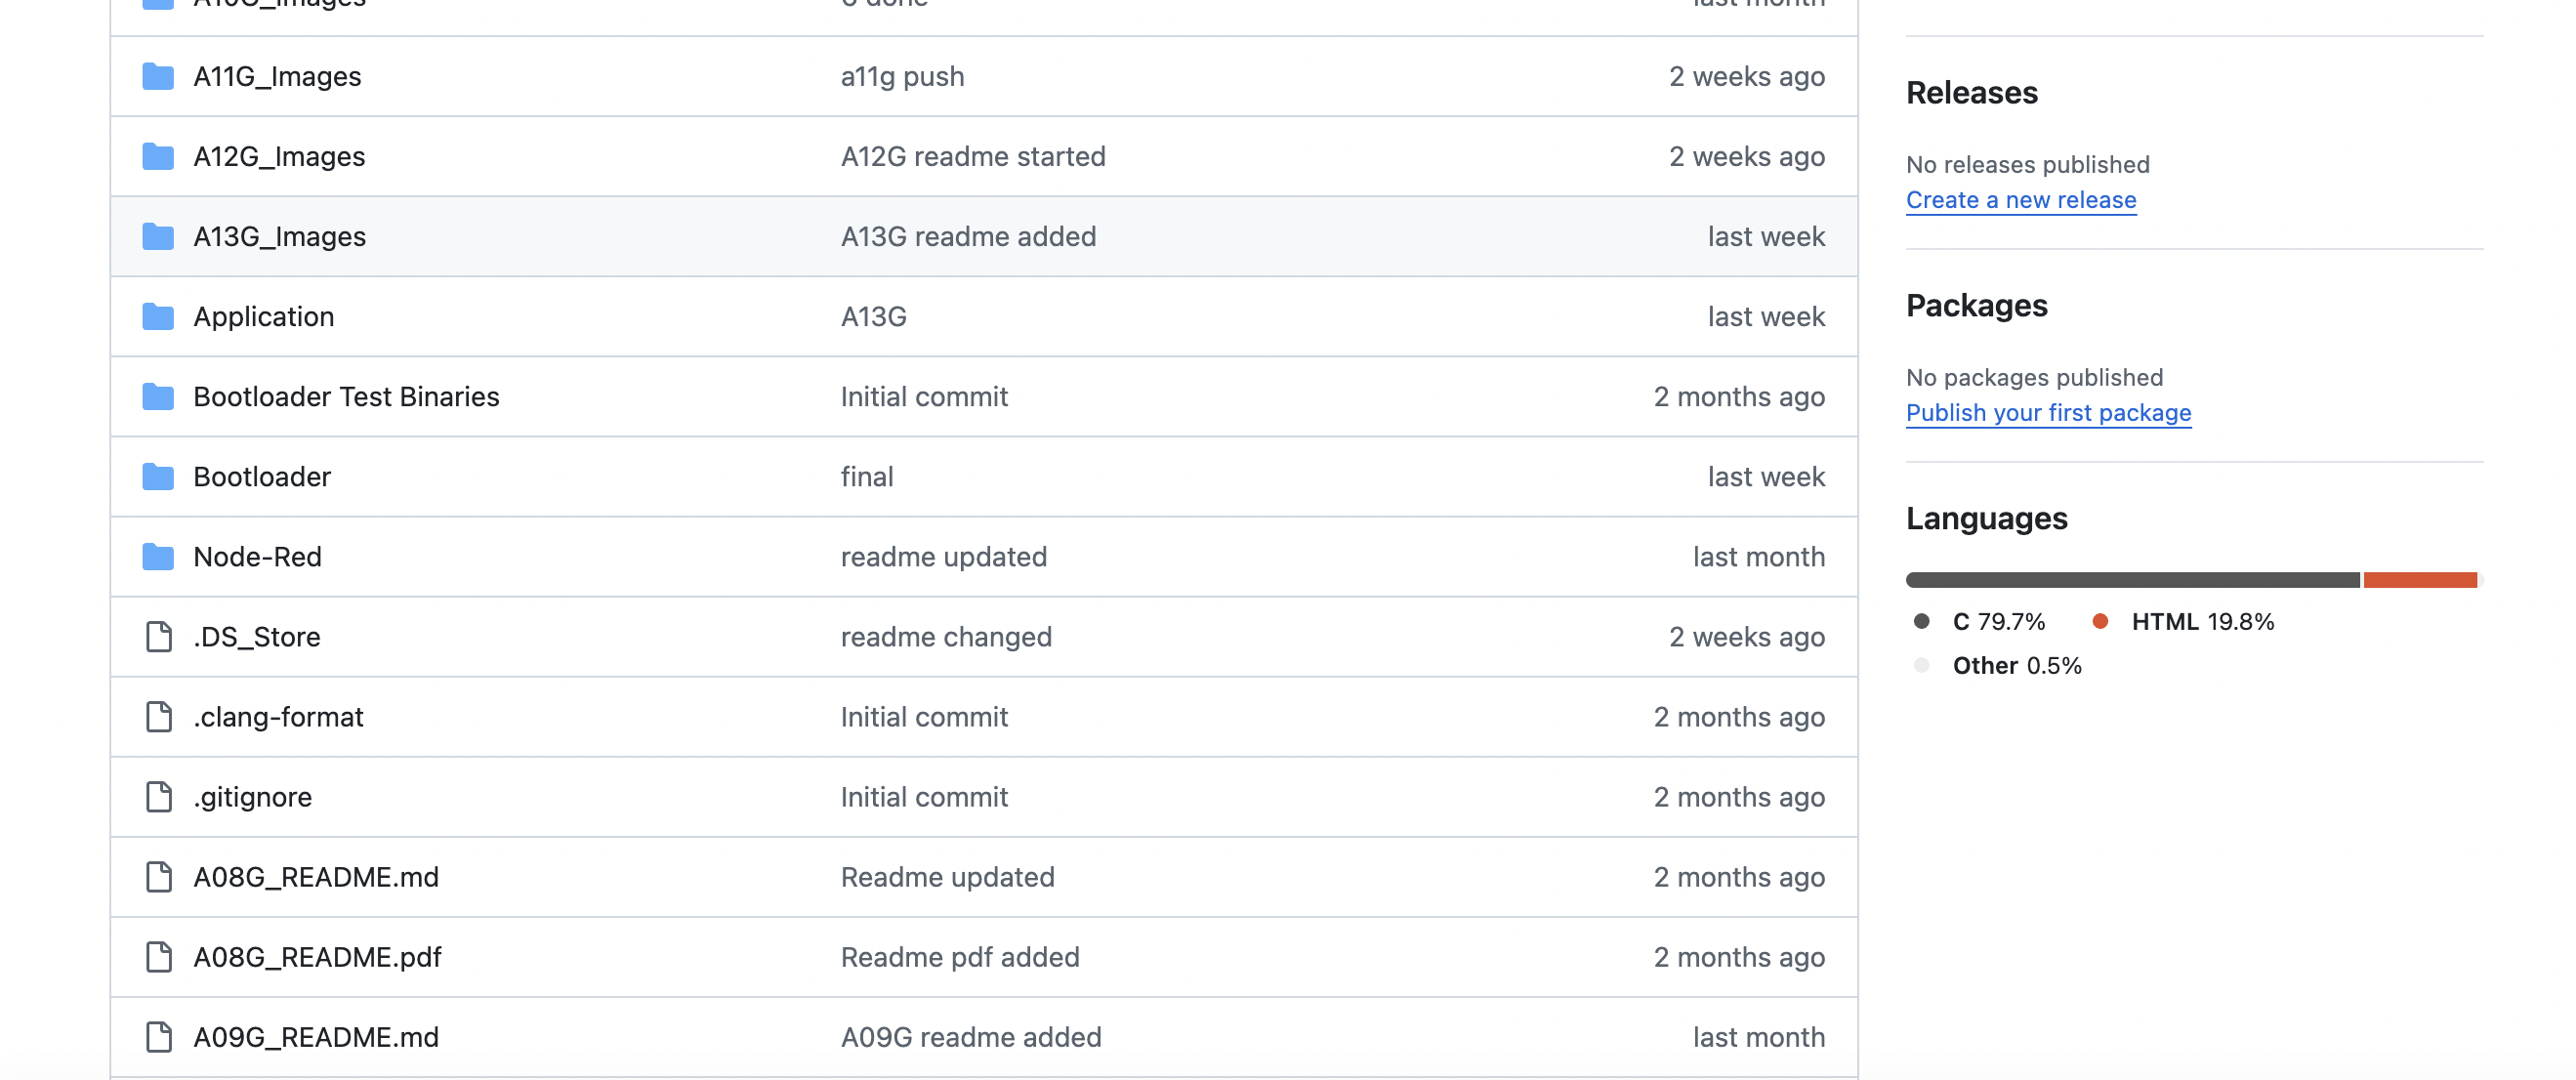 A10G_Images 6 done last month
A11G_Images a11g push 2 weeks ago
A12G_Images A12G readme started 2 weeks ago
A13G_Images A13G readme added last week
Application A13G last week
Bootloader Test Binaries Initial commit 2 months ago
Bootloader final last week
Node-Red readme updated last month
.DS_Store readme changed 2 weeks ago
.clang-format Initial commit 2 months ago
.gitignore Initial commit 2 months ago
A08G_README.md Readme updated 2 months ago
A08G_README.pdf Readme pdf added 2 months ago
A09G_README.md A09G readme added last month
Releases
No releases published
Create a new release
Packages
No packages published
Publish your first package
Languages
C 79.7% HTML 19.8%
Other 0.5%